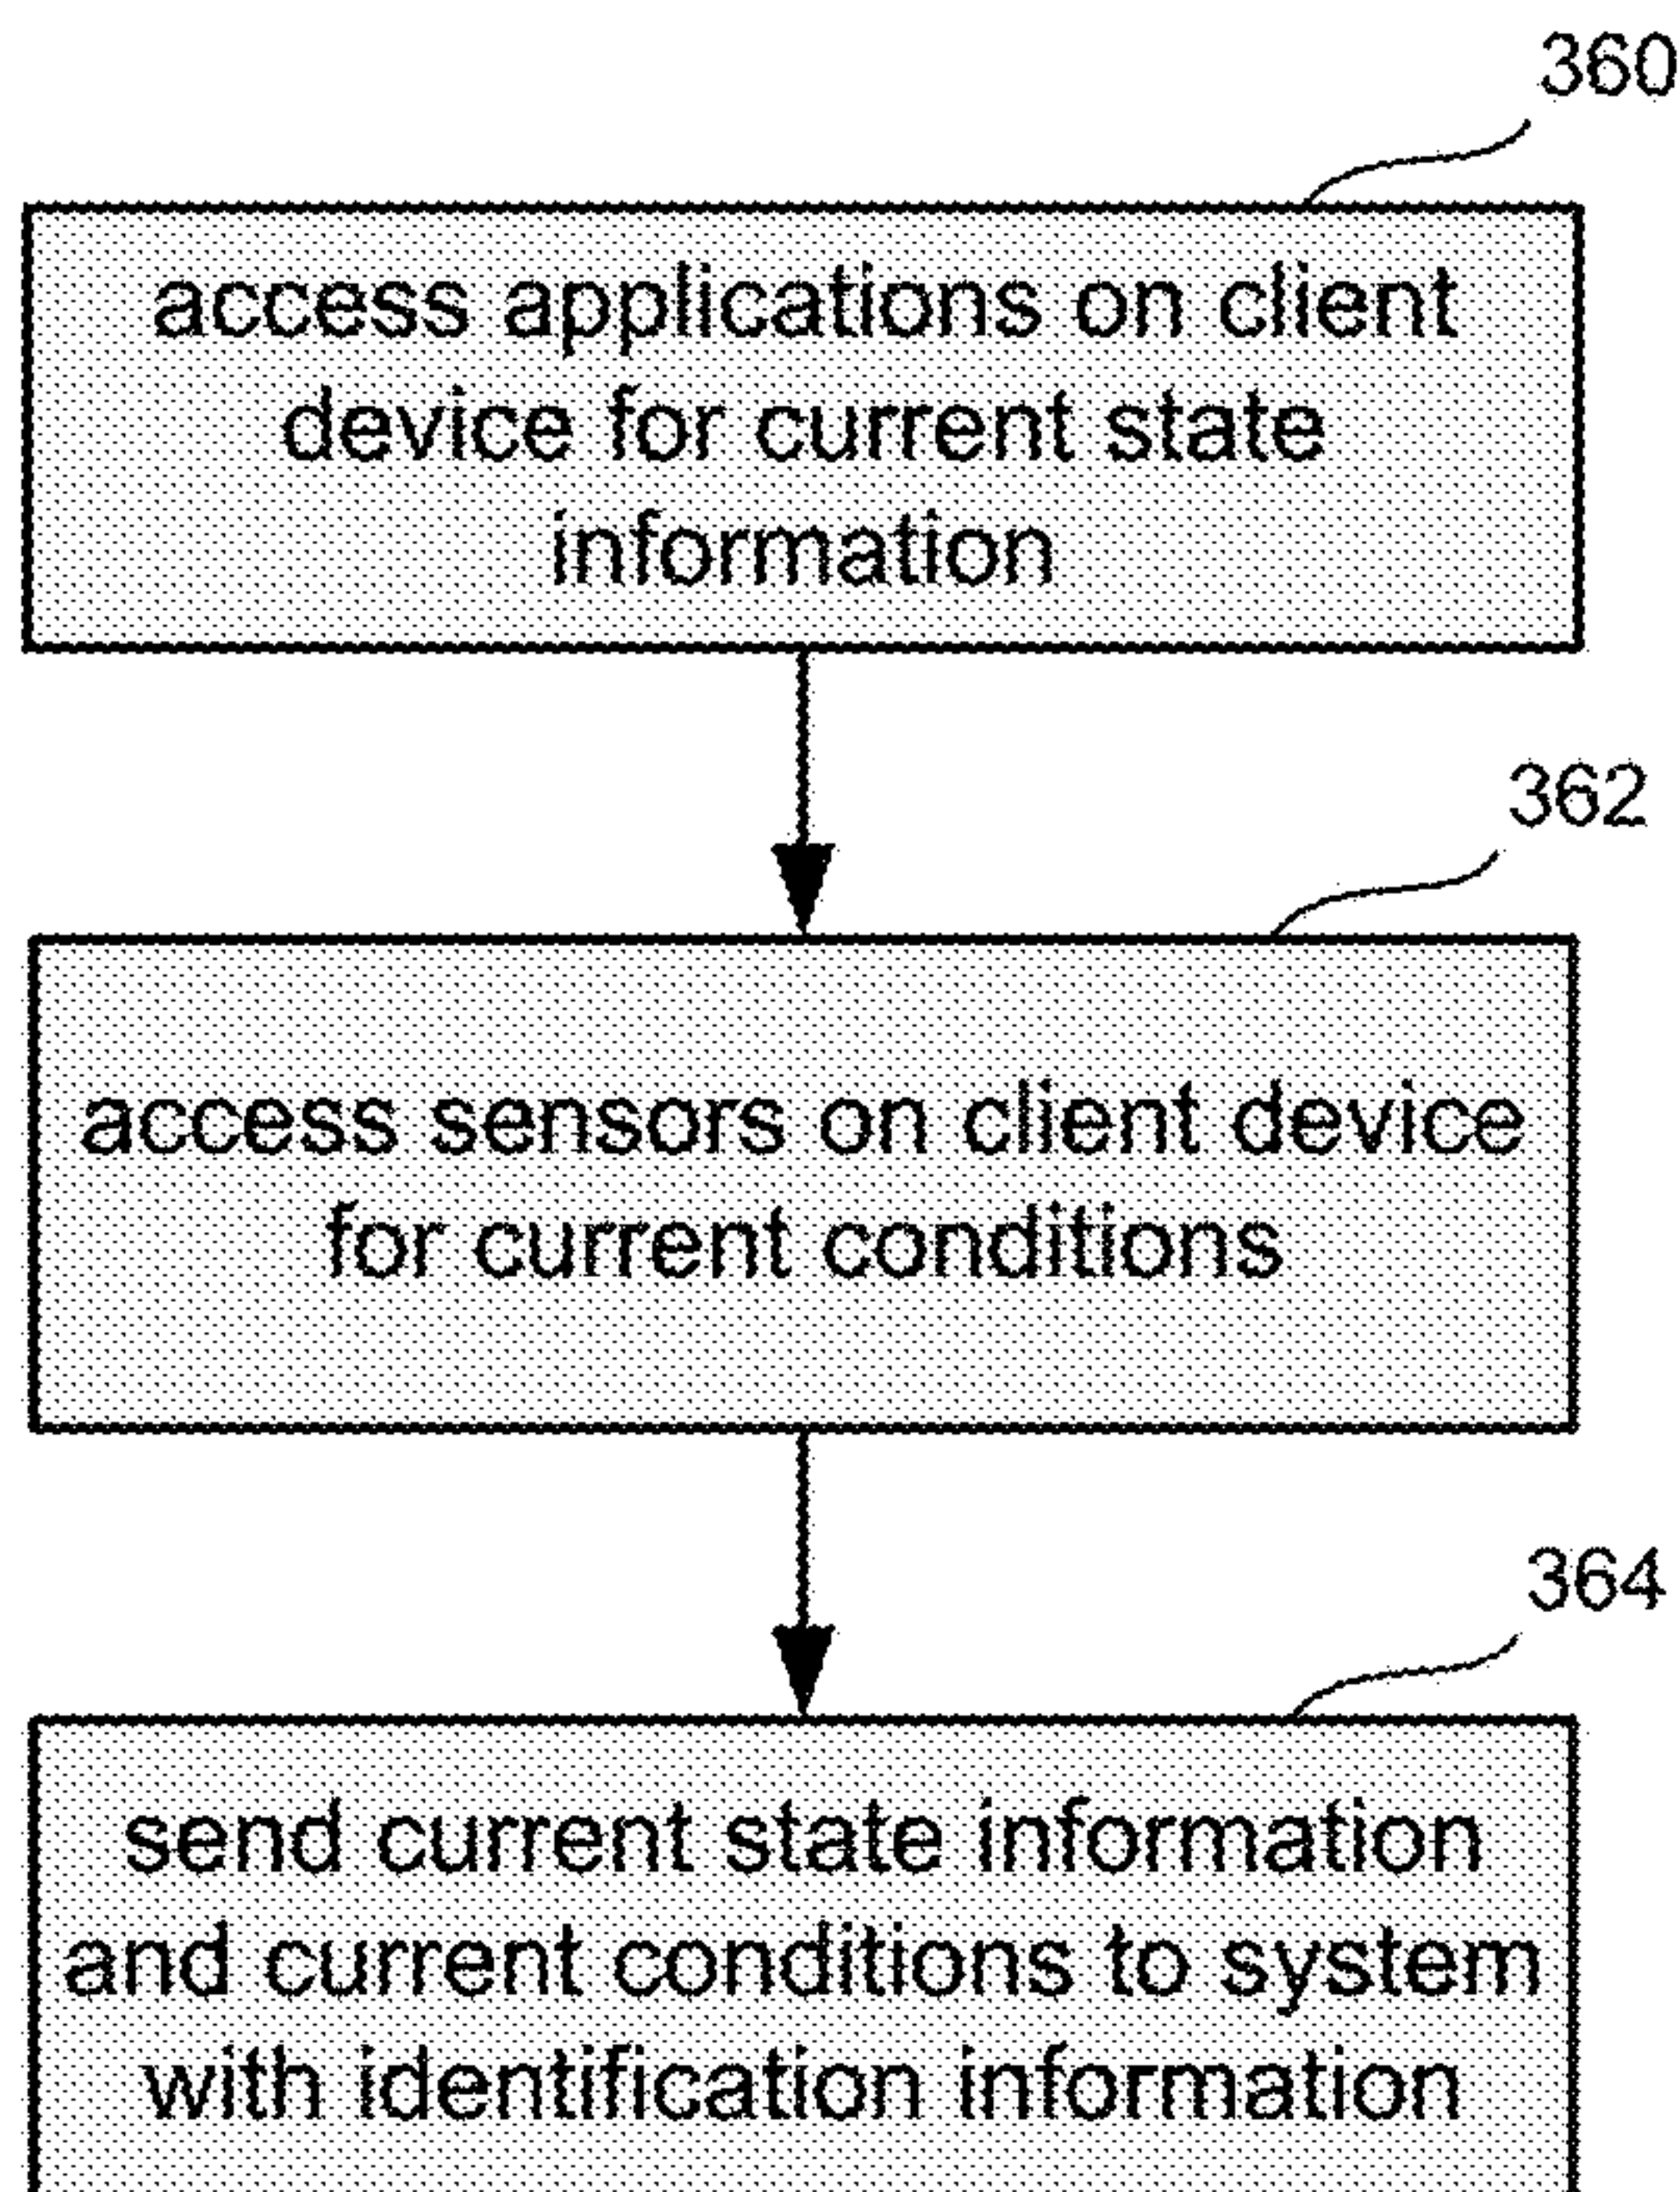 360
access applications on client
device for current state
information
362
access sensors on client device
for current conditions
364
send current state information
and current conditions to system
with identification information